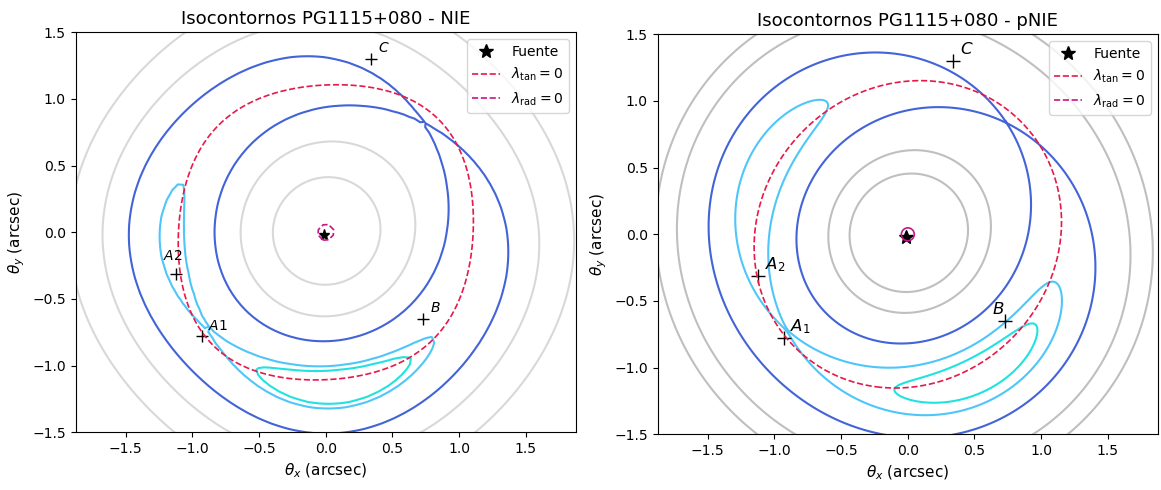 Isocontornos PG1115+080 - NIE
θy (arcsec)
1.5
1.0
0.5
0.0
−0.5
−1.0
−1.5
C
A2
A1
B
Fuente
λtan = 0
λrad = 0
−1.5 −1.0 −0.5 0.0 0.5 1.0 1.5
θx (arcsec)
Isocontornos PG1115+080 - pNIE
θy (arcsec)
1.5
1.0
0.5
0.0
−0.5
−1.0
−1.5
C
A2
A1
B
Fuente
λtan = 0
λrad = 0
−1.5 −1.0 −0.5 0.0 0.5 1.0 1.5
θx (arcsec)